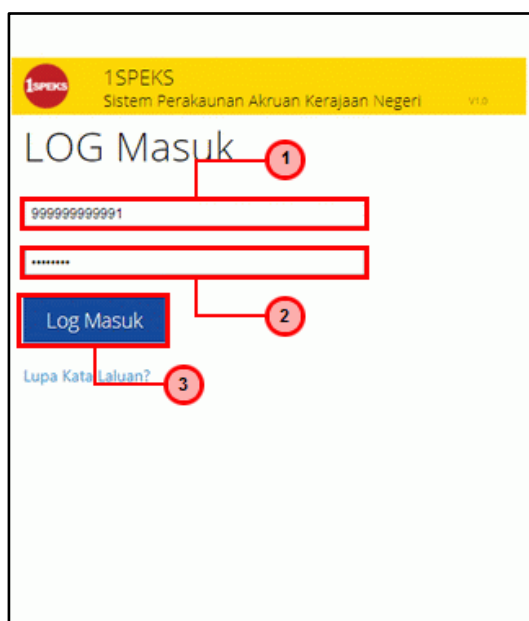 1SPEKS
1SPEKS
Sistem Perakaunan Akruan Kerajaan Negeri V1.0
LOG Masuk
1
999999999991
••••••••
2
Log Masuk
Lupa Kata Laluan?
3